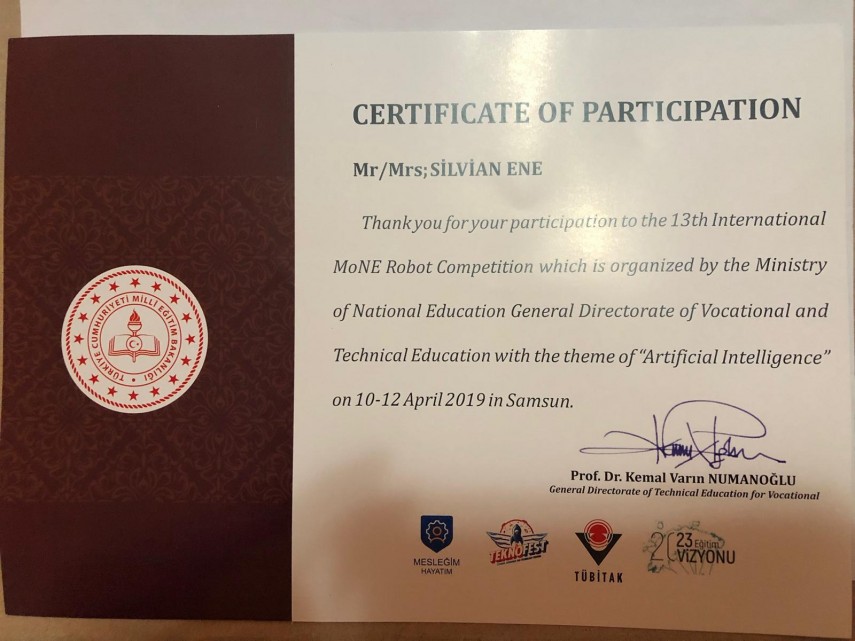 CERTIFICATE OF PARTICIPATION
Mr/Mrs; SİLVİAN ENE
Thank you for your participation to the 13th International
MoNE Robot Competition which is organized by the Ministry
of National Education General Directorate of Vocational and
Technical Education with the theme of “Artificial Intelligence”
on 10-12 April 2019 in Samsun.
Prof. Dr. Kemal Varın NUMANOĞLU
General Directorate of Technical Education for Vocational
TÜRKİYE CUMHURİYETİ MİLLÎ EĞİTİM BAKANLIĞI
MESLEĞİM
HAYATIM
TEKNOFEST
TÜBİTAK
2023 Eğitim
VİZYONU